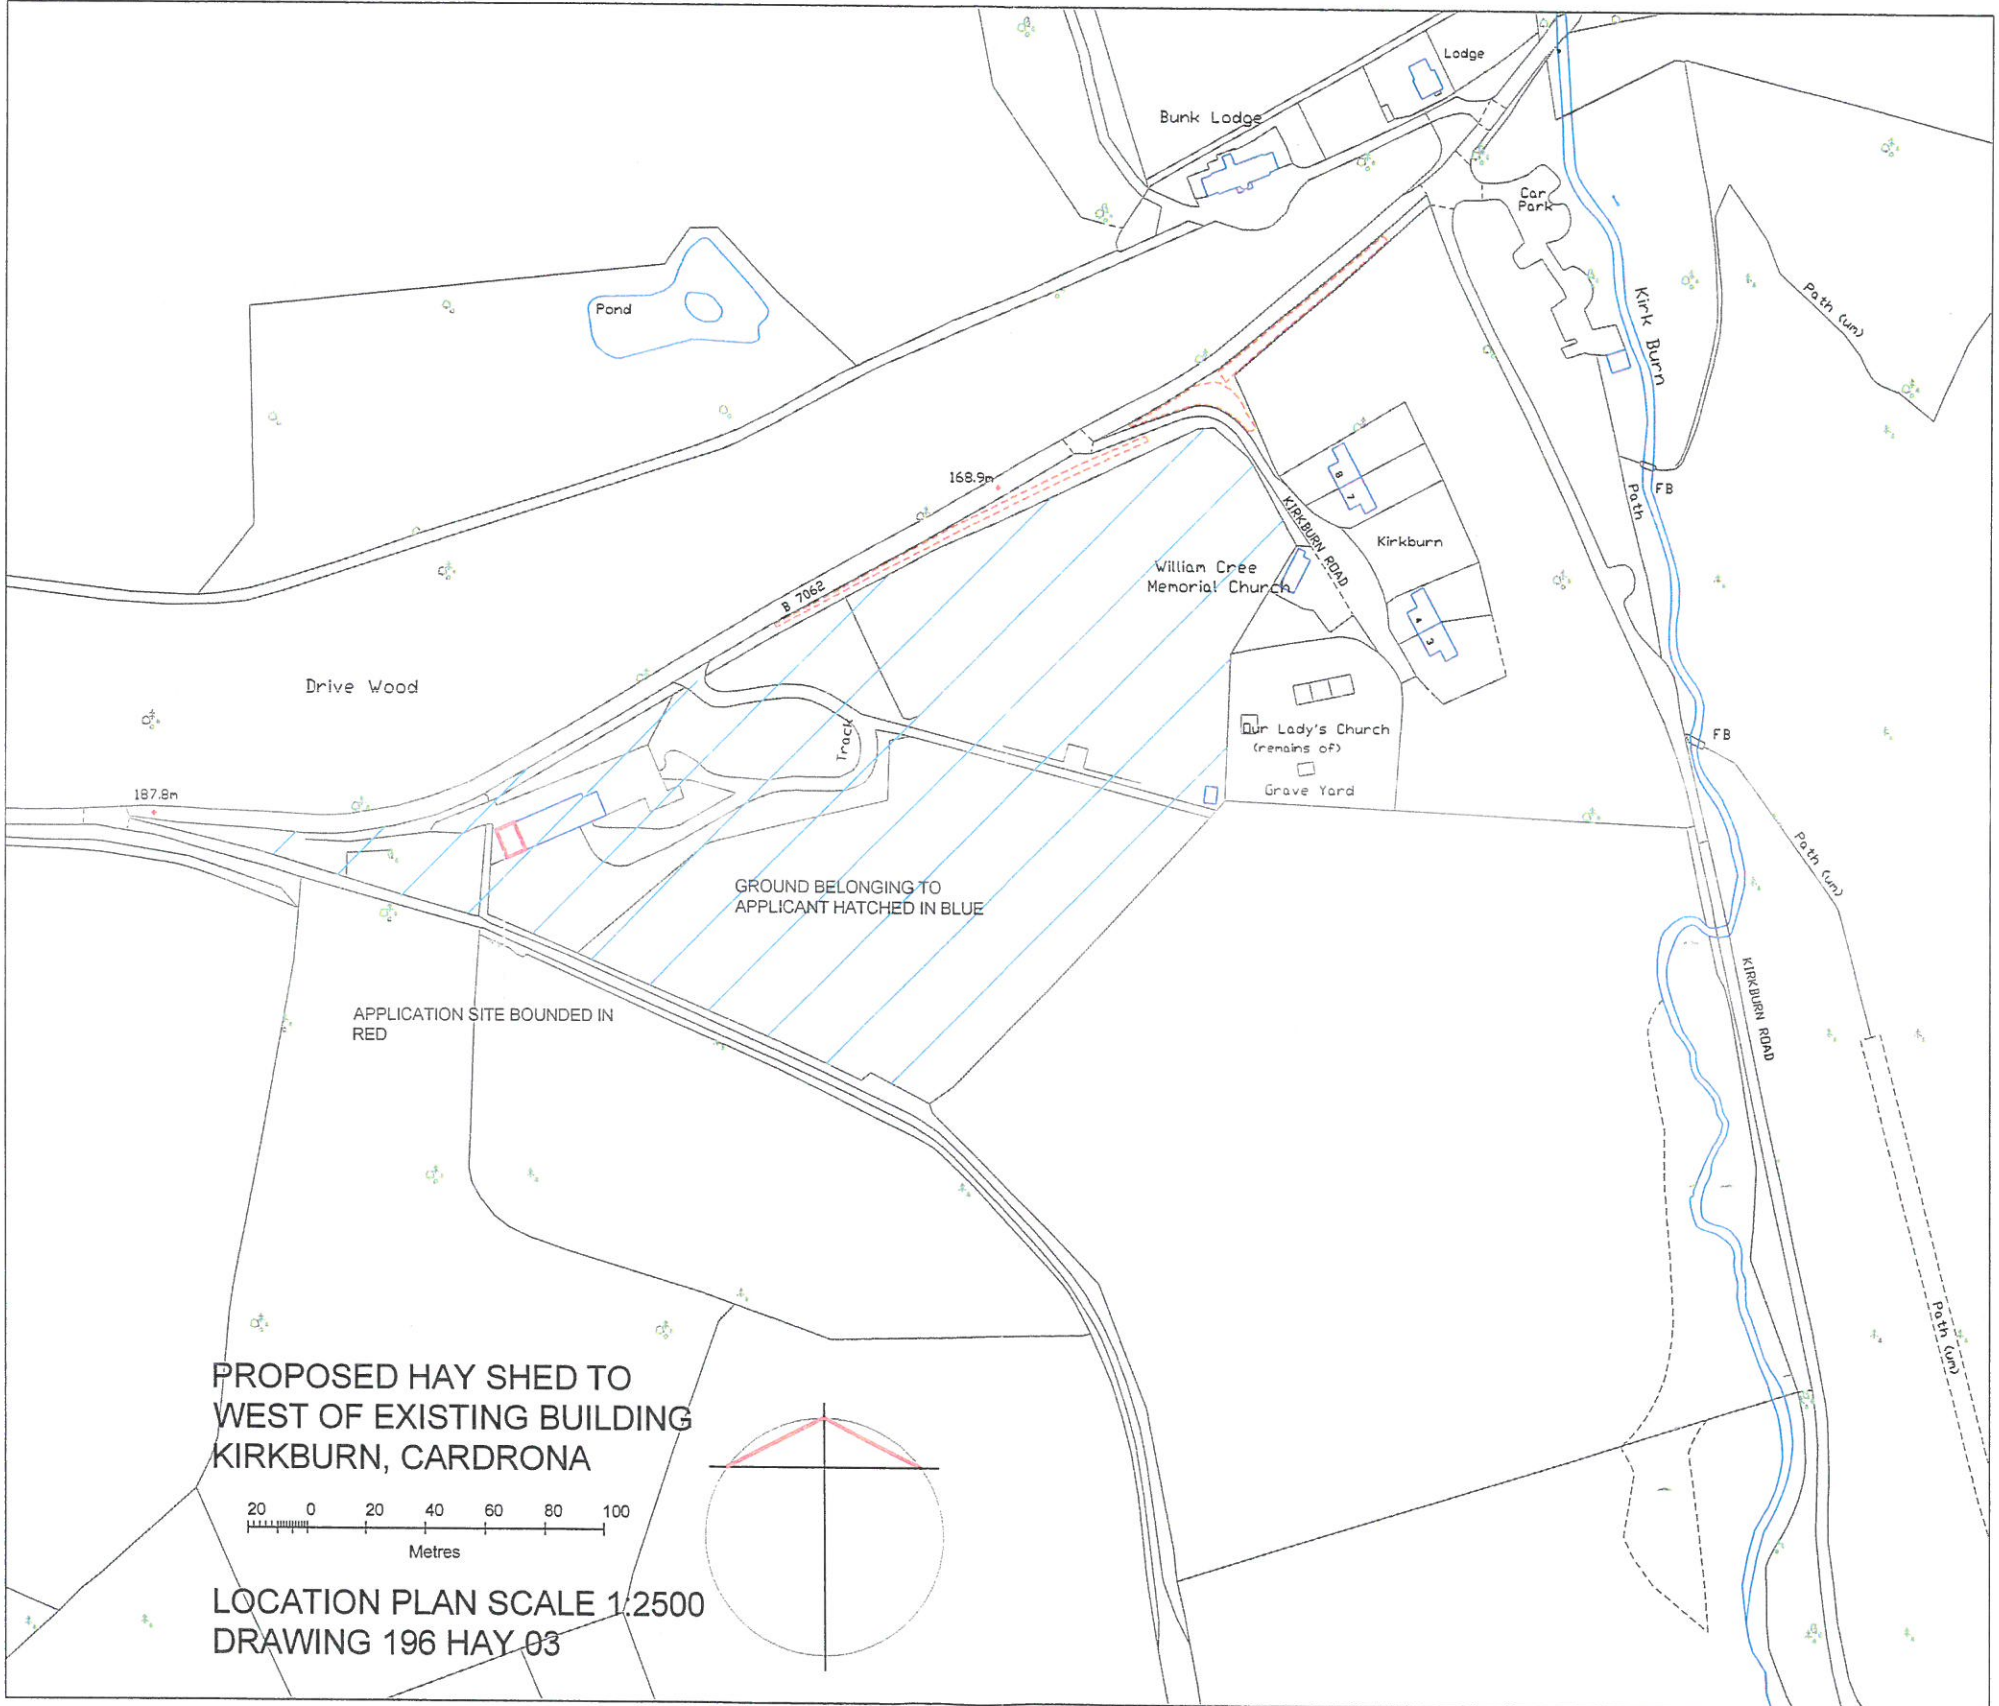 Lodge
Bunk Lodge
Car
Park
Pond
Kirk Burn
Path (um)
168.9m
8
7
FB
Path
KIRKBURN ROAD
Kirkburn
William Cree
Memorial Church
B 7062
4
3
Drive Wood
Track
Our Lady's Church
(remains of)
Grave Yard
FB
187.8m
Path (um)
GROUND BELONGING TO
APPLICANT HATCHED IN BLUE
APPLICATION SITE BOUNDED IN
RED
KIRKBURN ROAD
Path (um)
PROPOSED HAY SHED TO
WEST OF EXISTING BUILDING
KIRKBURN, CARDRONA
20 0 20 40 60 80 100
Metres
LOCATION PLAN SCALE 1:2500
DRAWING 196 HAY 03